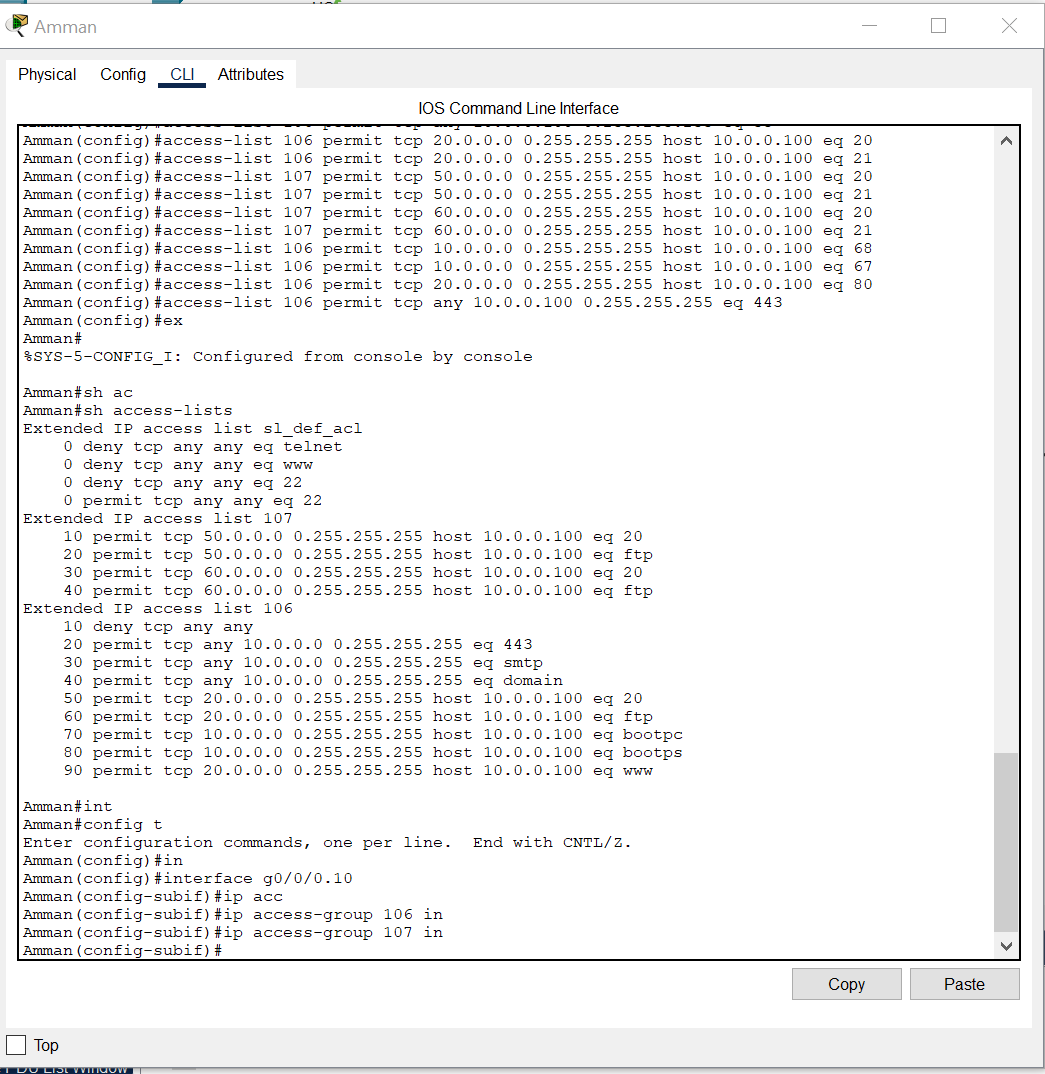 Amman
Physical Config CLI Attributes
IOS Command Line Interface
Amman(config)#access-list 106 permit tcp 20.0.0.0 0.255.255.255 host 10.0.0.100 eq 20
Amman(config)#access-list 106 permit tcp 20.0.0.0 0.255.255.255 host 10.0.0.100 eq 21
Amman(config)#access-list 107 permit tcp 50.0.0.0 0.255.255.255 host 10.0.0.100 eq 20
Amman(config)#access-list 107 permit tcp 50.0.0.0 0.255.255.255 host 10.0.0.100 eq 21
Amman(config)#access-list 107 permit tcp 60.0.0.0 0.255.255.255 host 10.0.0.100 eq 20
Amman(config)#access-list 107 permit tcp 60.0.0.0 0.255.255.255 host 10.0.0.100 eq 21
Amman(config)#access-list 106 permit tcp 10.0.0.0 0.255.255.255 host 10.0.0.100 eq 68
Amman(config)#access-list 106 permit tcp 10.0.0.0 0.255.255.255 host 10.0.0.100 eq 67
Amman(config)#access-list 106 permit tcp 20.0.0.0 0.255.255.255 host 10.0.0.100 eq 80
Amman(config)#access-list 106 permit tcp any 10.0.0.100 0.255.255.255 eq 443
Amman(config)#ex
Amman#
%SYS-5-CONFIG_I: Configured from console by console
Amman#sh ac
Amman#sh access-lists
Extended IP access list sl_def_acl
0 deny tcp any any eq telnet
0 deny tcp any any eq www
0 deny tcp any any eq 22
0 permit tcp any any eq 22
Extended IP access list 107
10 permit tcp 50.0.0.0 0.255.255.255 host 10.0.0.100 eq 20
20 permit tcp 50.0.0.0 0.255.255.255 host 10.0.0.100 eq ftp
30 permit tcp 60.0.0.0 0.255.255.255 host 10.0.0.100 eq 20
40 permit tcp 60.0.0.0 0.255.255.255 host 10.0.0.100 eq ftp
Extended IP access list 106
10 deny tcp any any
20 permit tcp any 10.0.0.0 0.255.255.255 eq 443
30 permit tcp any 10.0.0.0 0.255.255.255 eq smtp
40 permit tcp any 10.0.0.0 0.255.255.255 eq domain
50 permit tcp 20.0.0.0 0.255.255.255 host 10.0.0.100 eq 20
60 permit tcp 20.0.0.0 0.255.255.255 host 10.0.0.100 eq ftp
70 permit tcp 10.0.0.0 0.255.255.255 host 10.0.0.100 eq bootpc
80 permit tcp 10.0.0.0 0.255.255.255 host 10.0.0.100 eq bootps
90 permit tcp 20.0.0.0 0.255.255.255 host 10.0.0.100 eq www
Amman#int
Amman#config t
Enter configuration commands, one per line. End with CNTL/Z.
Amman(config)#in
Amman(config)#interface g0/0/0.10
Amman(config-subif)#ip acc
Amman(config-subif)#ip access-group 106 in
Amman(config-subif)#ip access-group 107 in
Amman(config-subif)#
Copy Paste
Top
List Window